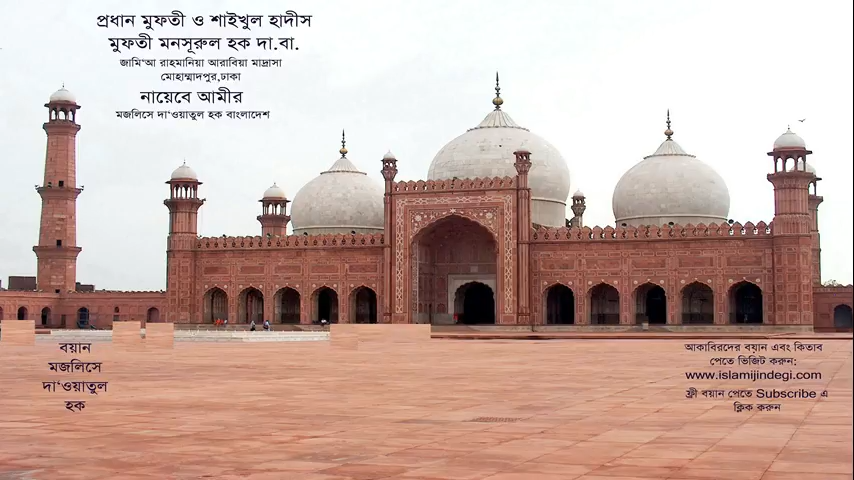 প্রধান মুফতী ও শাইখুল হাদীস
মুফতী মনসূরুল হক দা.বা.
জামি'আ রাহমানিয়া আরাবিয়া মাদ্রাসা
মোহাম্মাদপুর,ঢাকা
নায়েবে আমীর
মজলিসে দা'ওয়াতুল হক বাংলাদেশ
বয়ান
মজলিসে
দা'ওয়াতুল
হক
আকাবিরদের বয়ান এবং কিতাব
পেতে ভিজিট করুন:
www.islamijindegi.com
ফ্রী বয়ান পেতে Subscribe এ
ক্লিক করুন